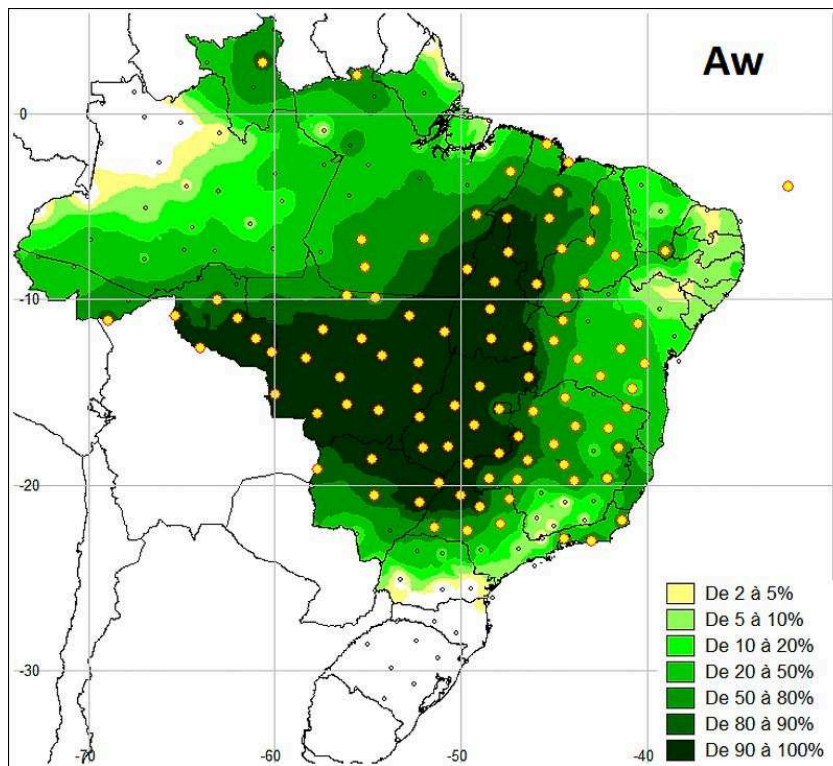 Aw
0
-10
-20
-30
-70
-60
-50
-40
De 2 à 5%
De 5 à 10%
De 10 à 20%
De 20 à 50%
De 50 à 80%
De 80 à 90%
De 90 à 100%